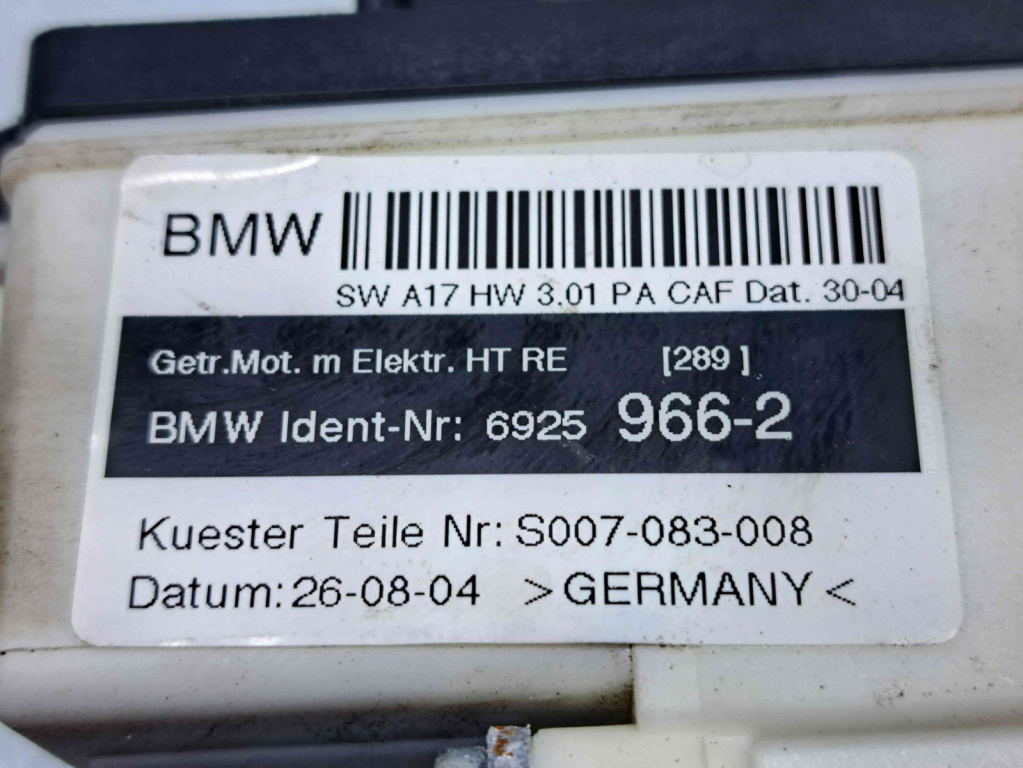 BMW
SW A17 HW 3.01 PA CAF Dat. 30-04
Getr.Mot. m Elektr. HT RE [289 ]
BMW Ident-Nr: 6925 966-2
Kuester Teile Nr: S007-083-008
Datum: 26-08-04 >GERMANY<